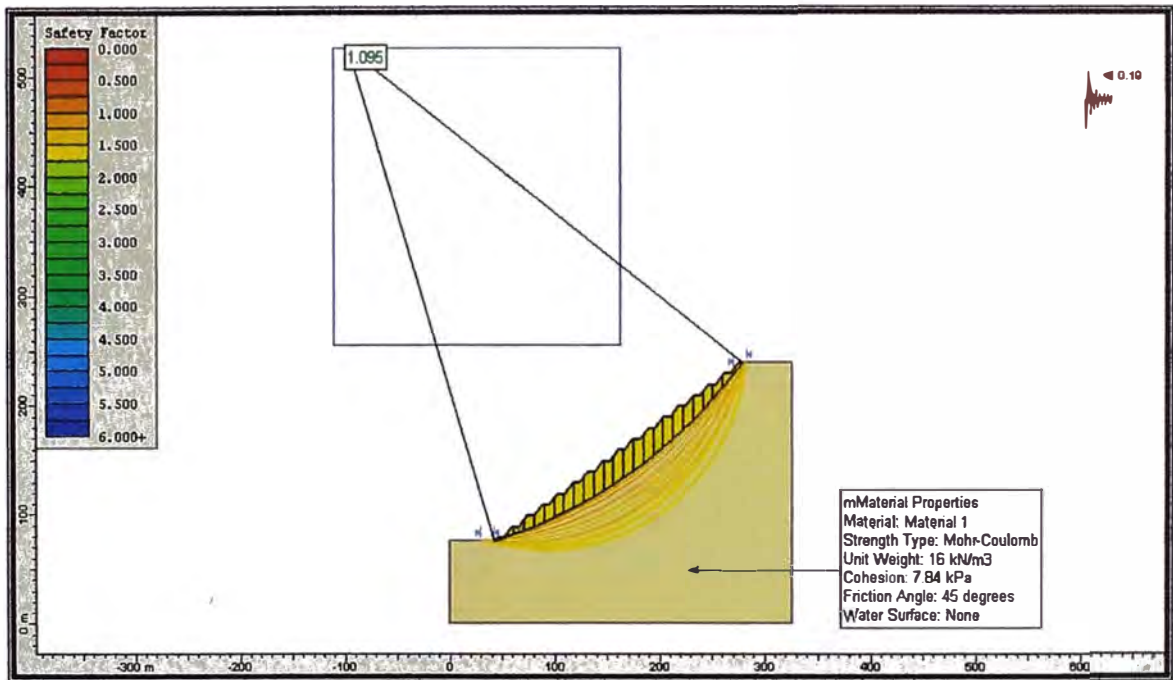 Safety Factor
0.000
0.500
1.000
1.500
2.000
2.500
3.000
3.500
4.000
4.500
5.000
5.500
6.000+
1.095
0.19
mMaterial Properties
Material: Material 1
Strength Type: Mohr-Coulomb
Unit Weight: 16 kN/m3
Cohesion: 7.84 kPa
Friction Angle: 45 degrees
Water Surface: None
500
400
200
200
100
0 m
-300 m
-200
-100
0
100
200
300
400
500
600